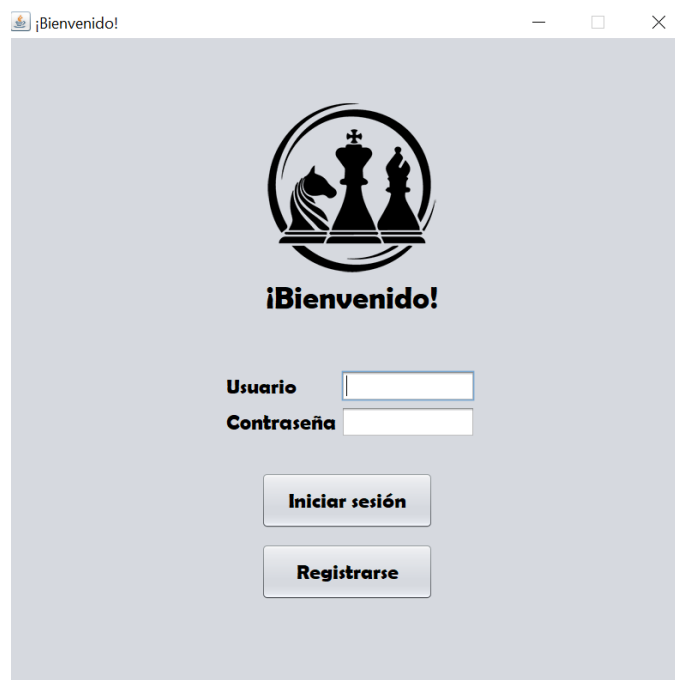 ¡Bienvenido!
¡Bienvenido!
Usuario
Contraseña
Iniciar sesión
Registrarse